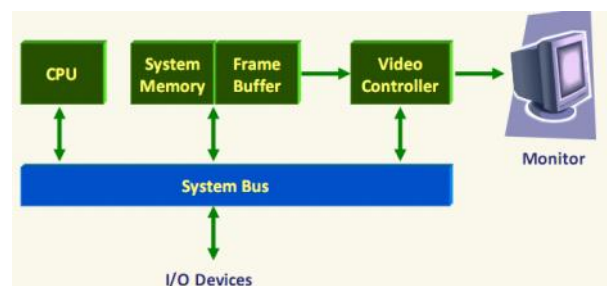 CPU
System
Memory
Frame
Buffer
Video
Controller
Monitor
System Bus
I/O Devices